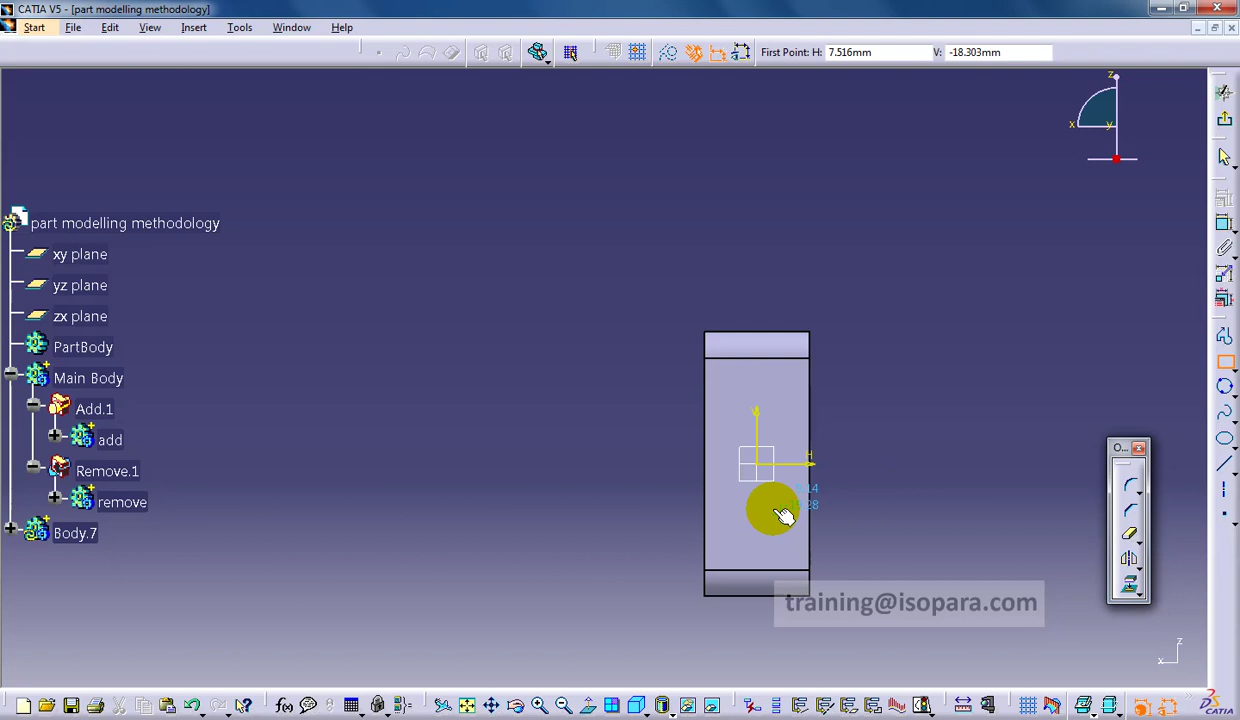 CATIA V5 - [part modelling methodology]
Start File Edit View Insert Tools Window Help
First Point: H: 7.516mm V: -18.303mm
z
x y
part modelling methodology
xy plane
yz plane
zx plane
PartBody
Main Body
Add.1
add
Remove.1
remove
Body.7
V
H
O...
training@isopara.com
z
x
f(x)
CATIA